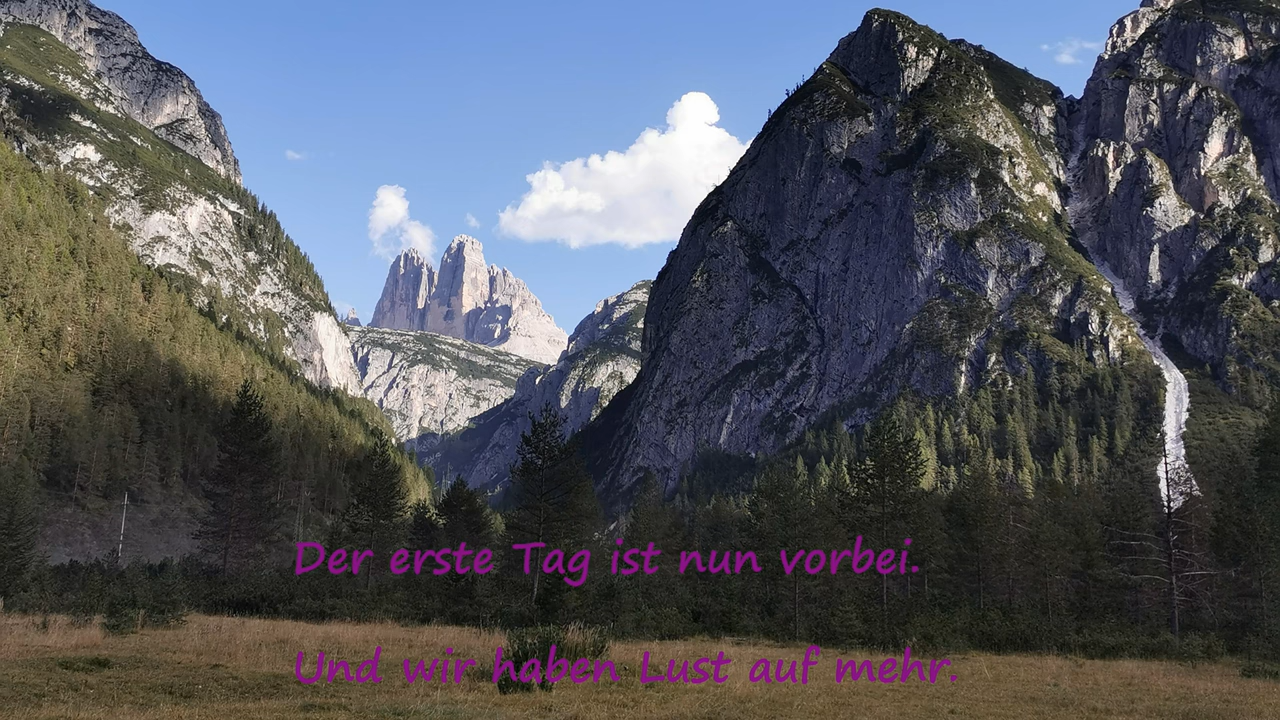 Der erste Tag ist nun vorbei.
Und wir haben Lust auf mehr.